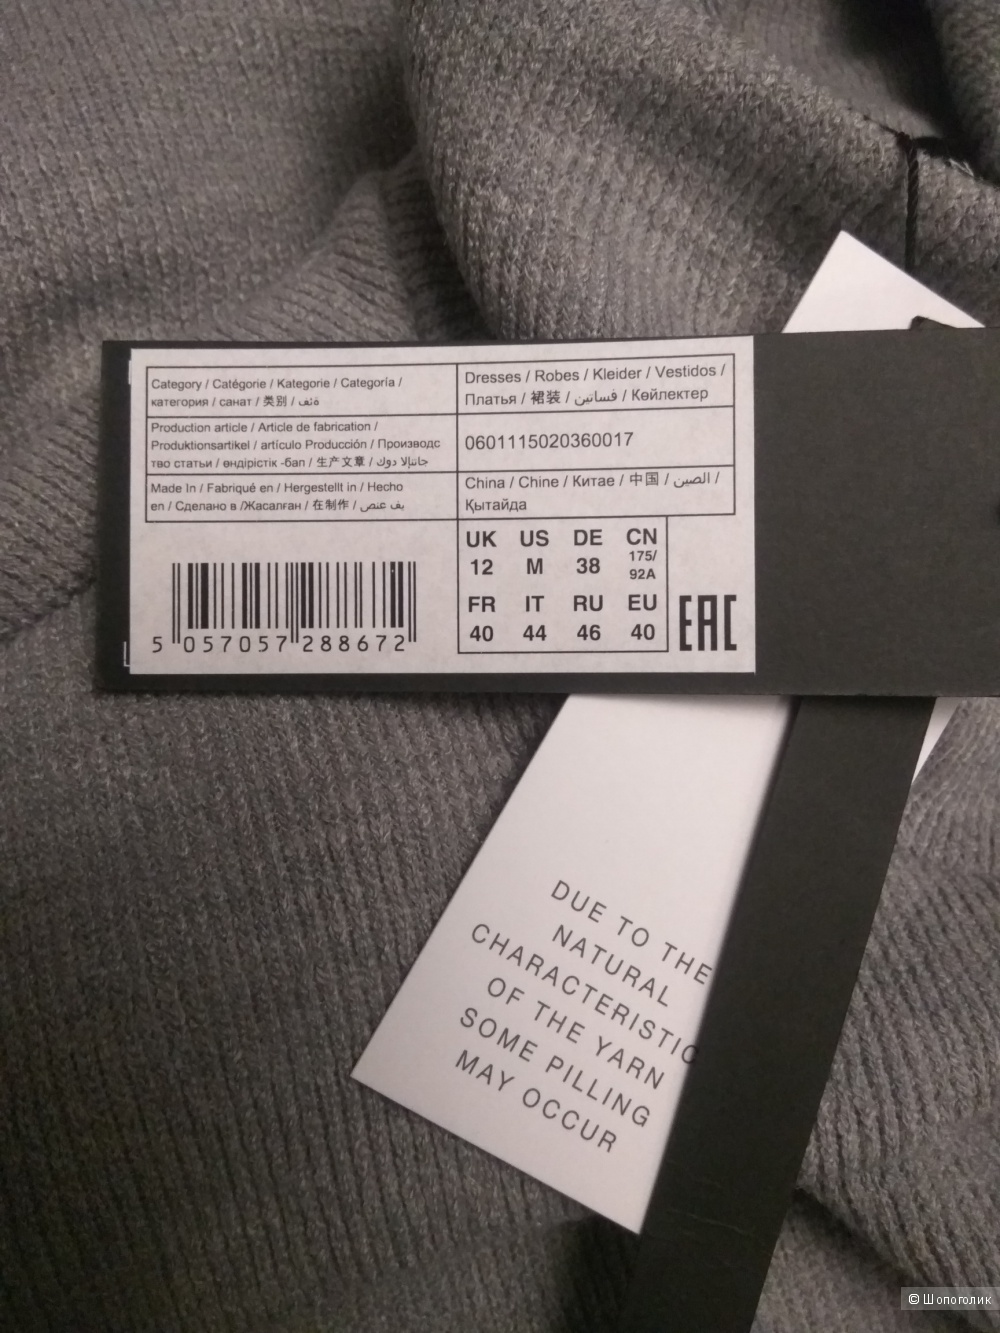 Category / Catégorie / Kategorie / Categoría /
категория / санат / 类别 / ةئف
Dresses / Robes / Kleider / Vestidos /
Платья / 裙装 / فساتين / Көйлектер
Production article / Article de fabrication /
Produktionsartikel / artículo Producción / Производс
тво статьи / өндірістік -бап / 生产文章 / جاتنإلا دوك
0601115020360017
Made In / Fabriqué en / Hergestellt in / Hecho
en / Сделано в /Жасалған / 在制作 / يف عنص
China / Chine / Китае / 中国 / الصين /
Қытайда
UK US DE CN
12 M 38 175/
92A
FR IT RU EU
40 44 46 40
EAC
5 057057 288672
DUE TO THE
NATURAL
CHARACTERISTIC
OF THE YARN
SOME PILLING
MAY OCCUR
© Шопоголик